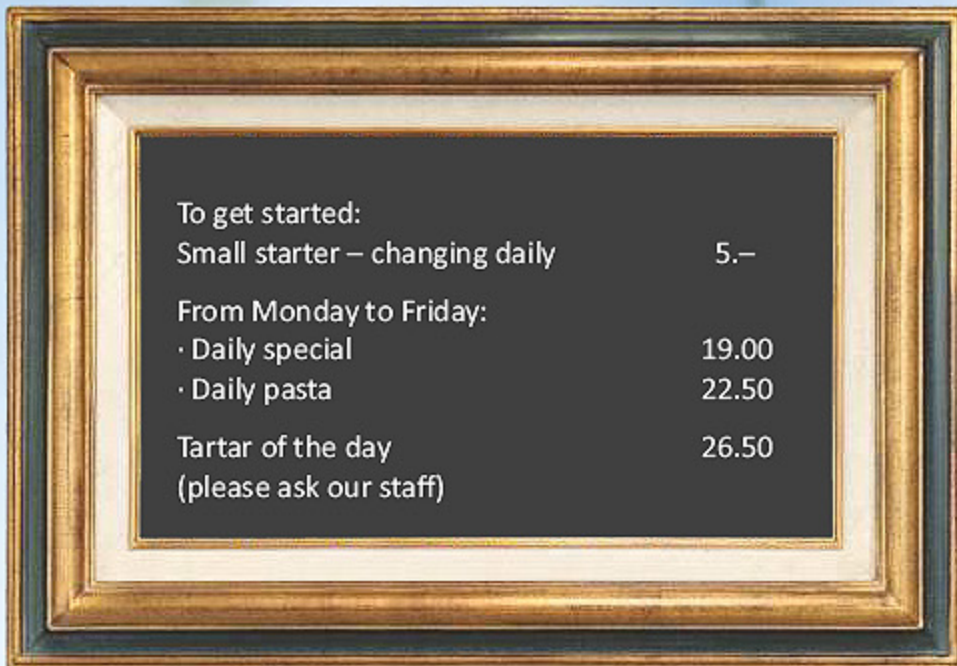 To get started:
Small starter – changing daily 5.–
From Monday to Friday:
· Daily special 19.00
· Daily pasta 22.50
Tartar of the day 26.50
(please ask our staff)